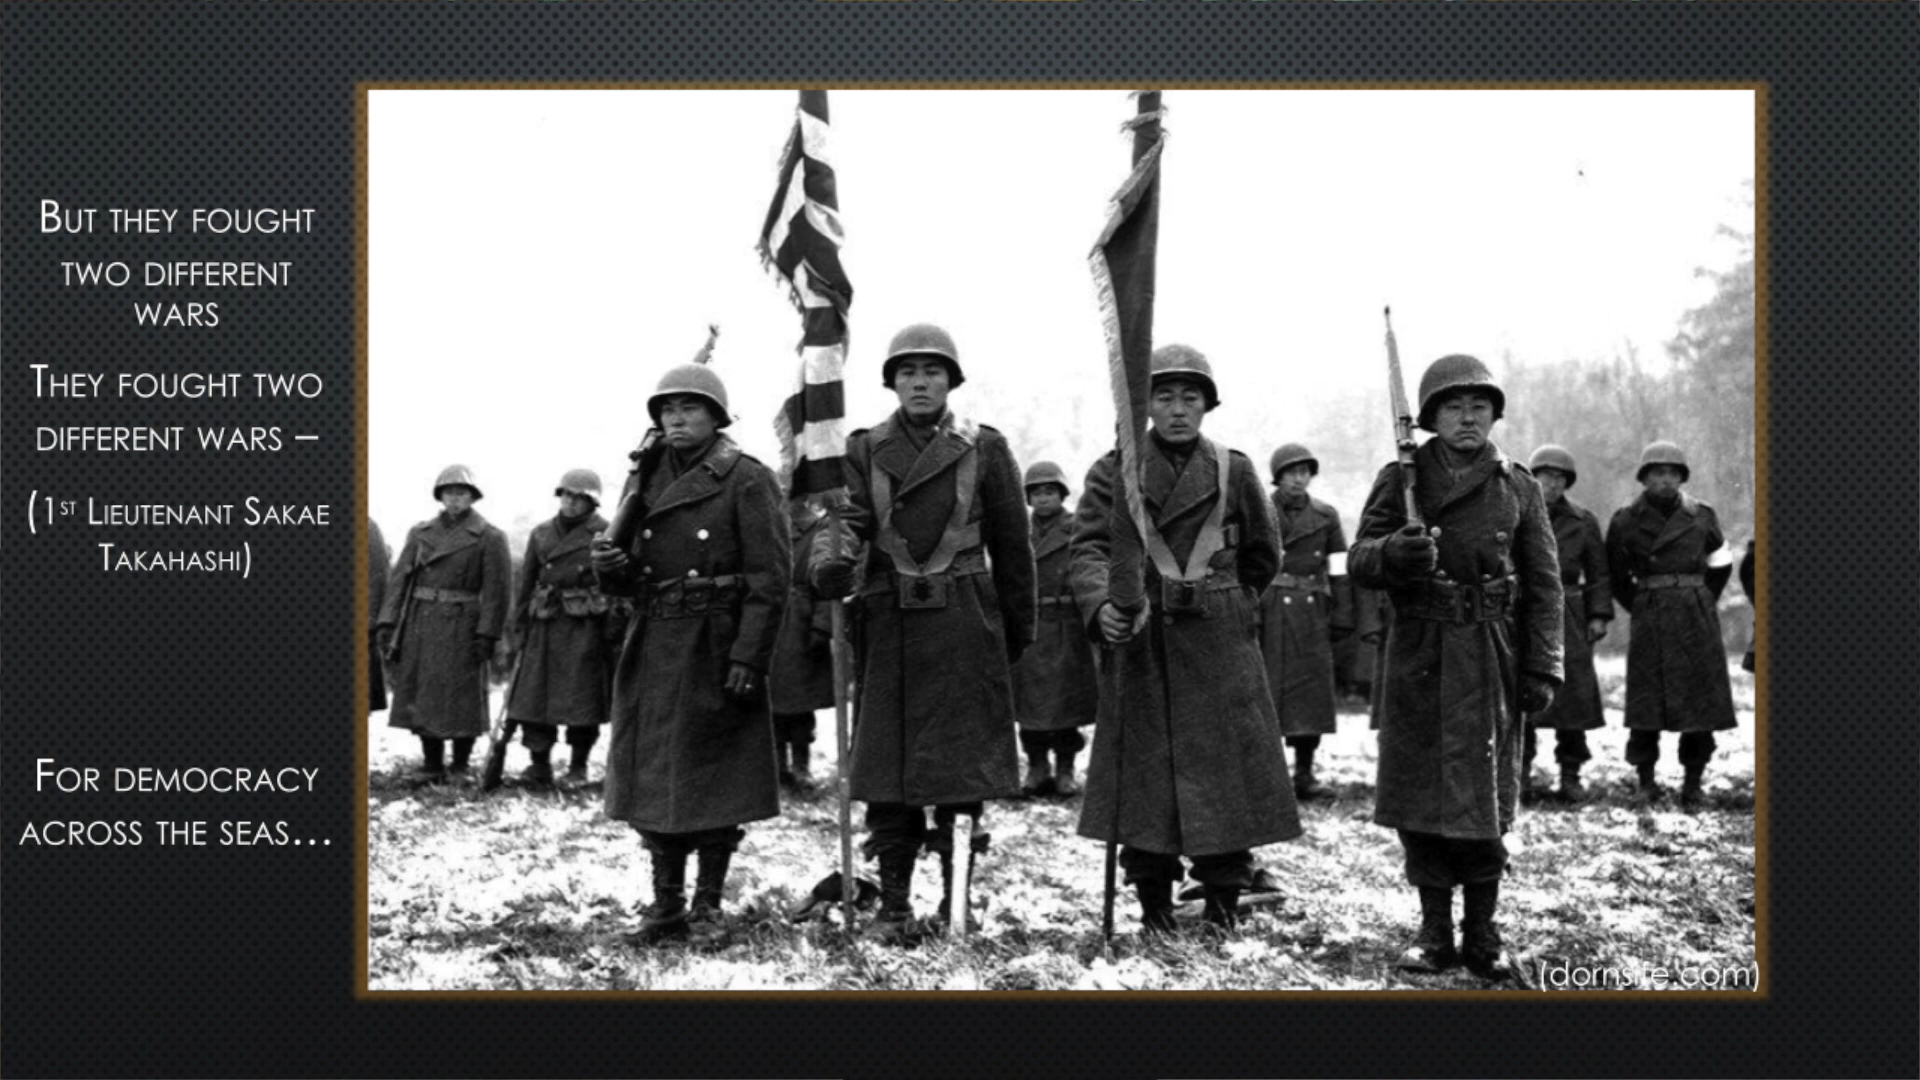 But they fought
two different
wars
They fought two
different wars –
(1st Lieutenant Sakae
Takahashi)
For democracy
across the seas…
(dornsife.com)